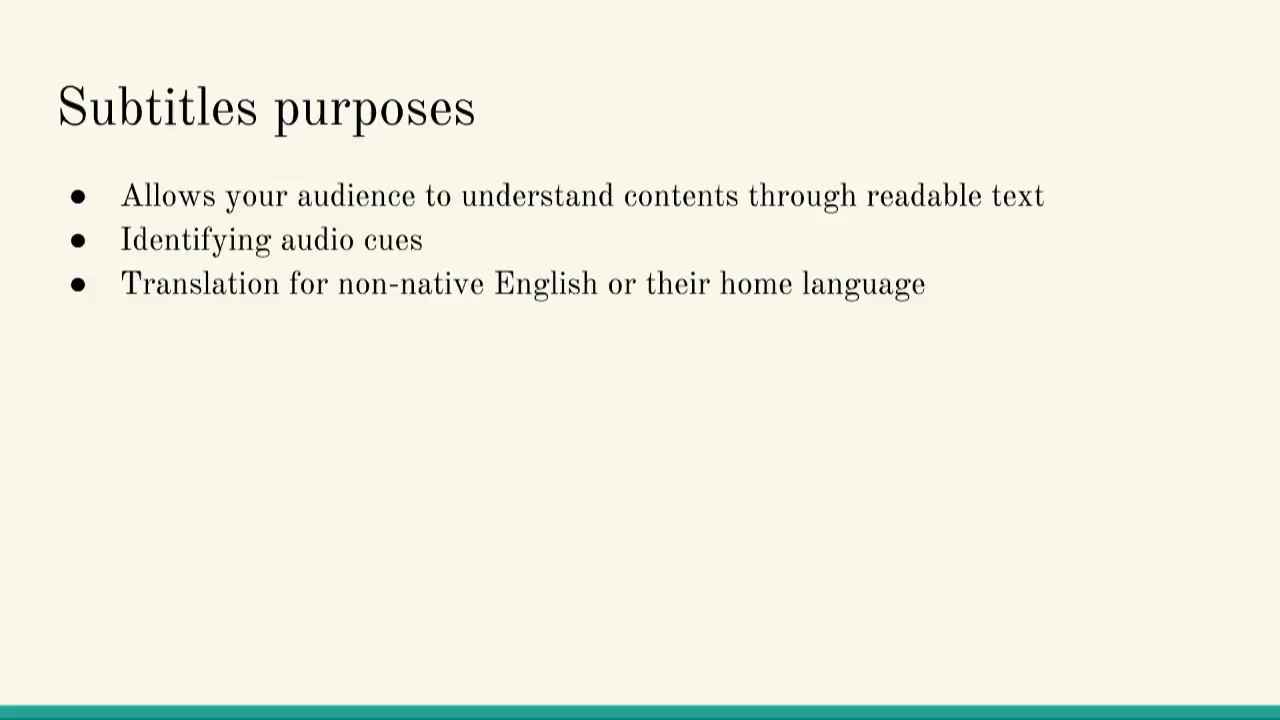 Subtitles purposes
● Allows your audience to understand contents through readable text
● Identifying audio cues
● Translation for non-native English or their home language